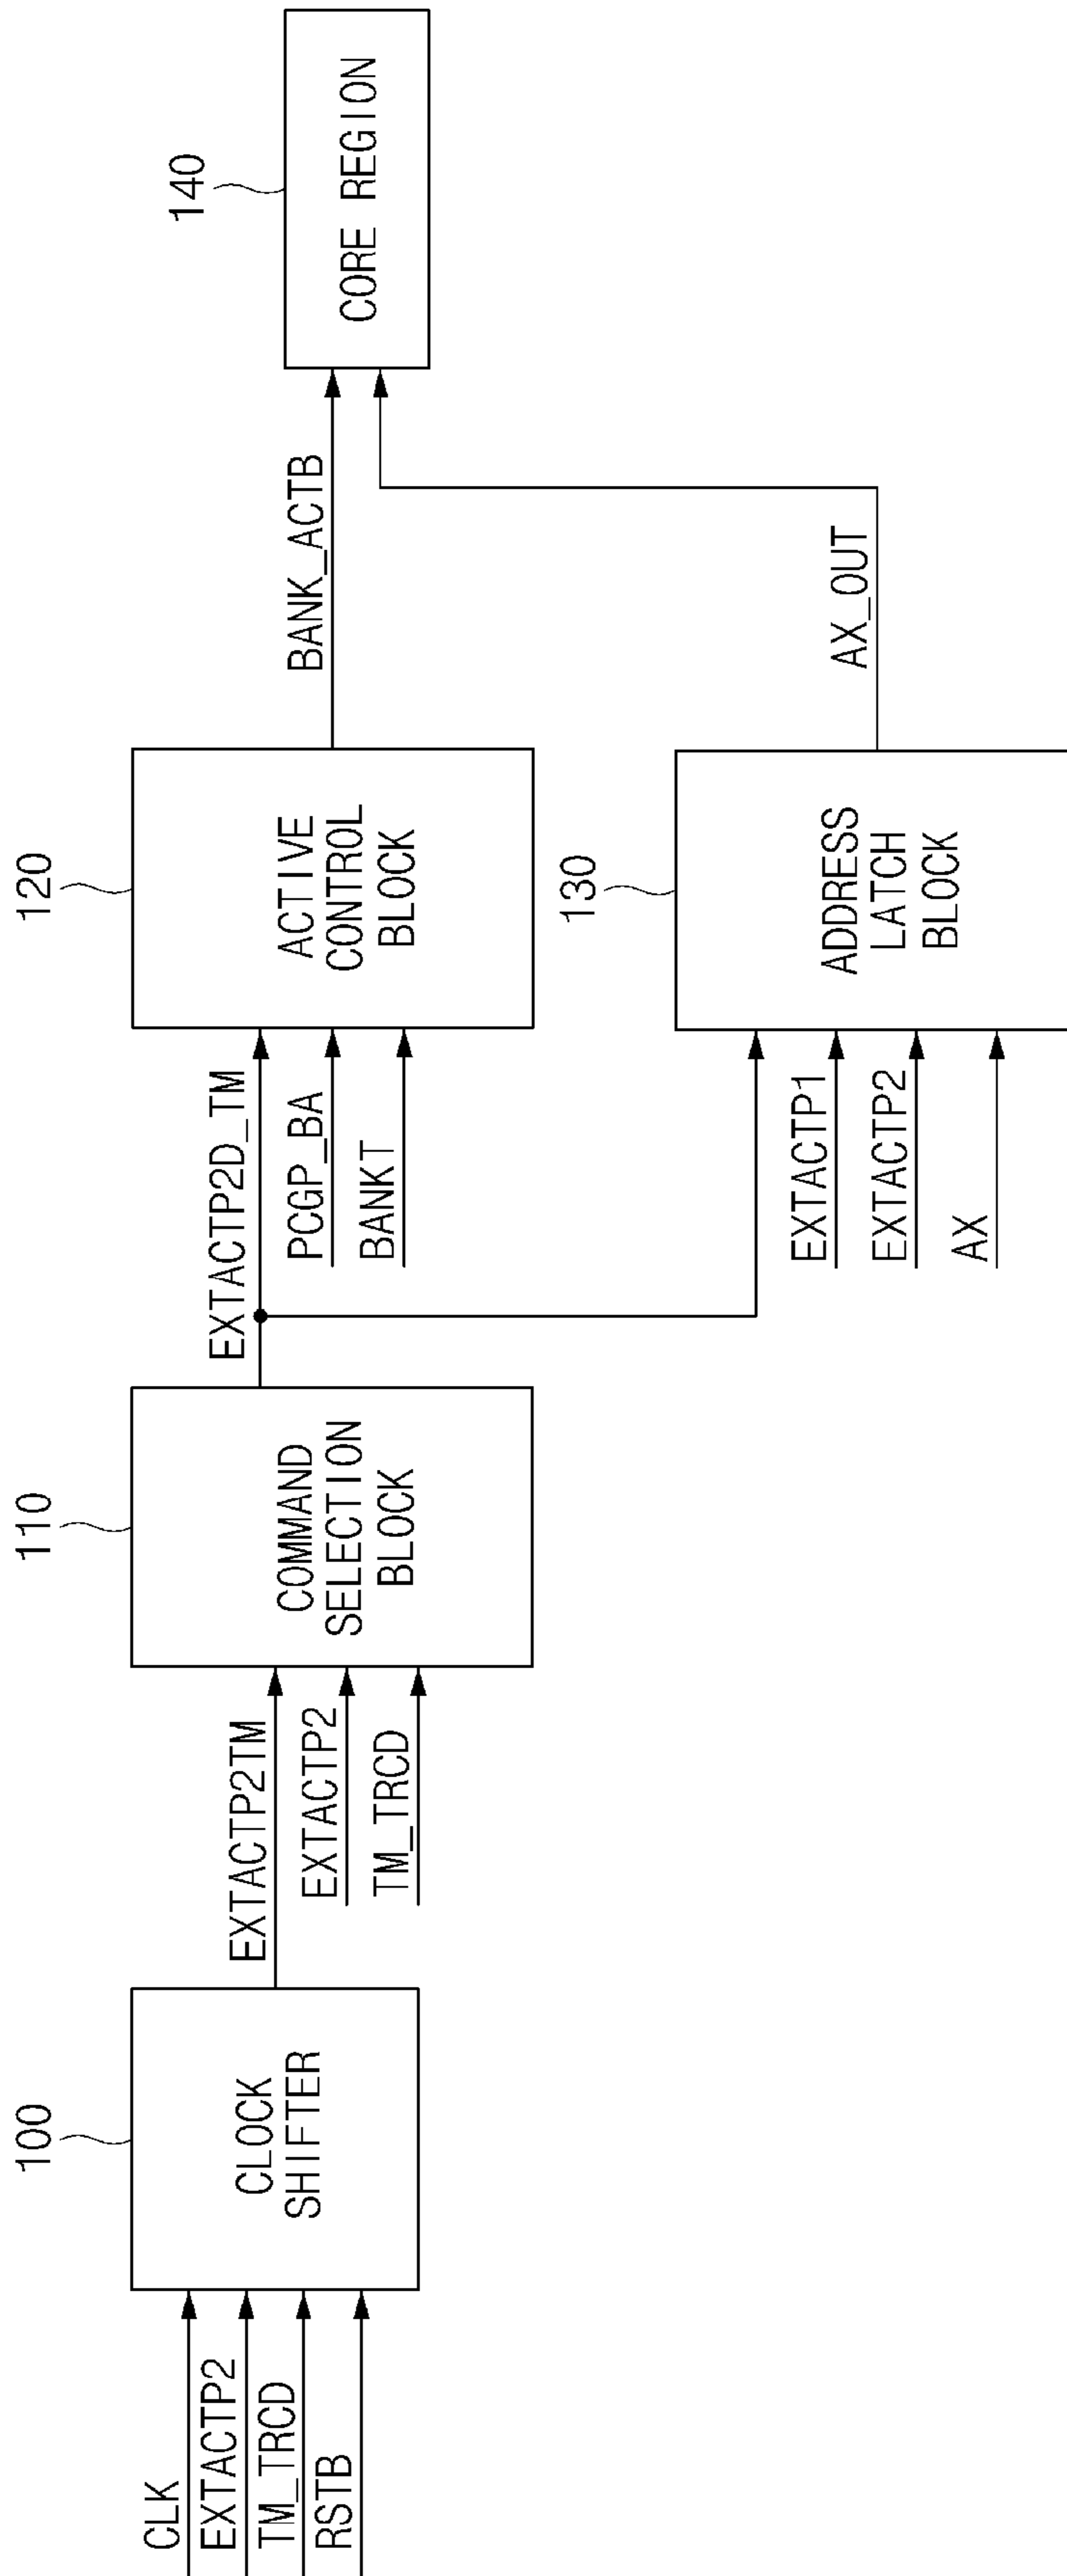 CLK
EXTACTP2
TM_TRCD
RSTB
100
CLOCK
SHIFTER
EXTACTP2TM
EXTACTP2
TM_TRCD
110
COMMAND
SELECTION
BLOCK
EXTACTP2D_TM
PCGP_BA
BANKT
120
ACTIVE
CONTROL
BLOCK
BANK_ACTB
EXTACTP1
EXTACTP2
AX
130
ADDRESS
LATCH
BLOCK
AX_OUT
140
CORE REGION